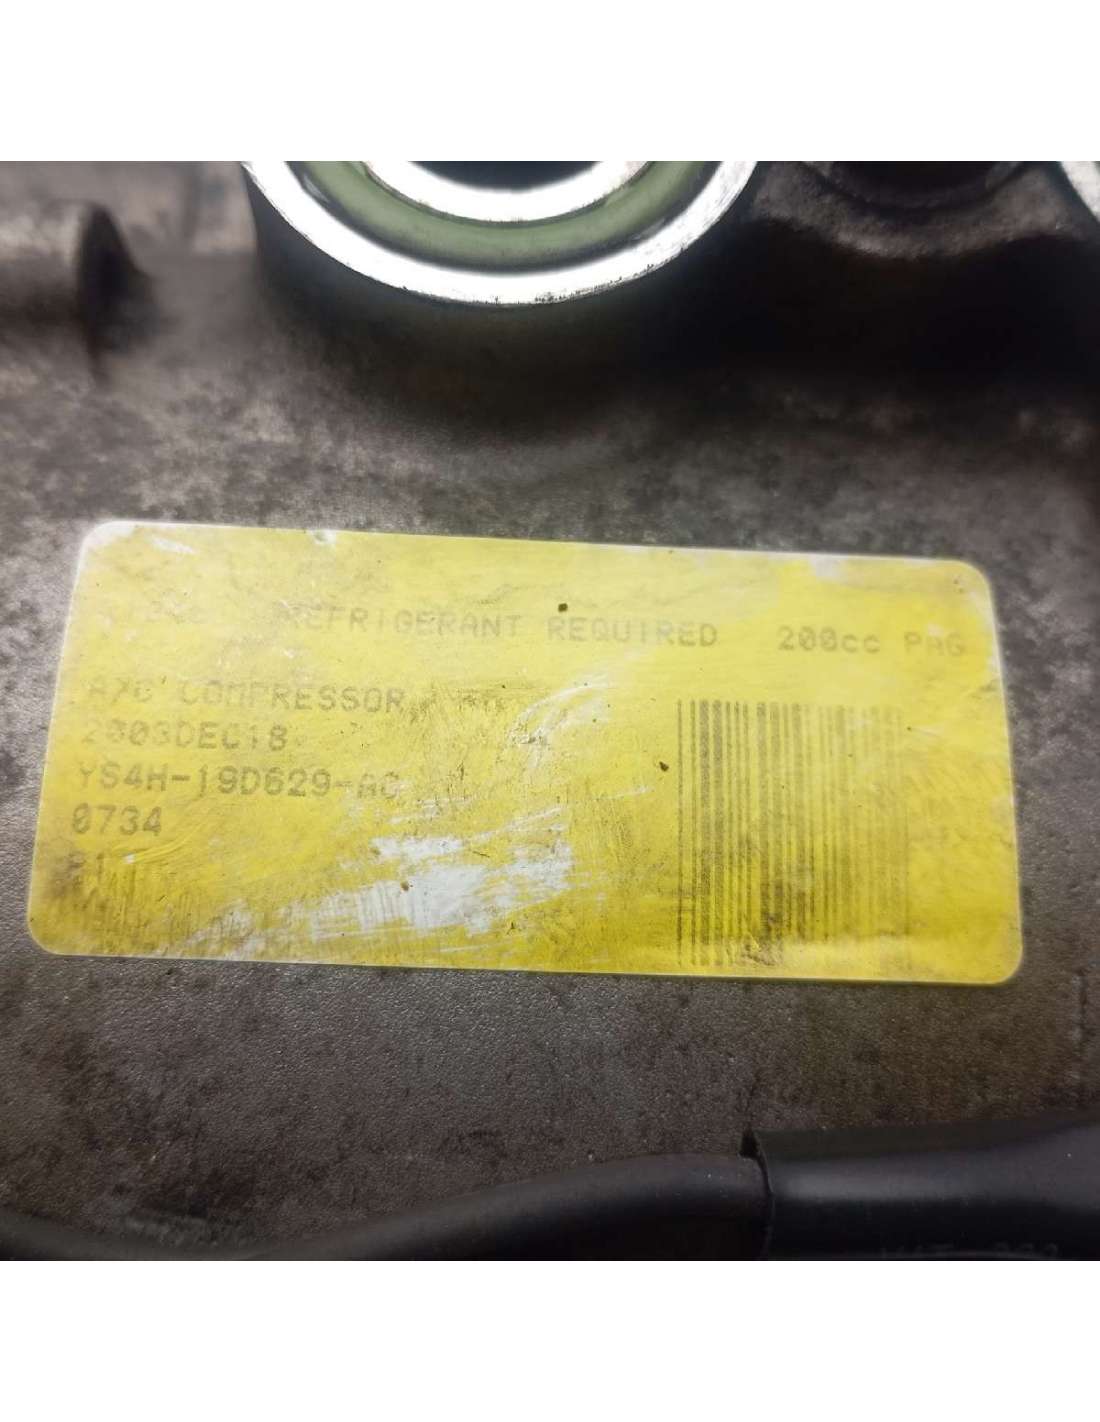 REFRIGERANT REQUIRED 200cc PAG
A/C COMPRESSOR
2003DEC18
YS4H-19D629-AC
0734